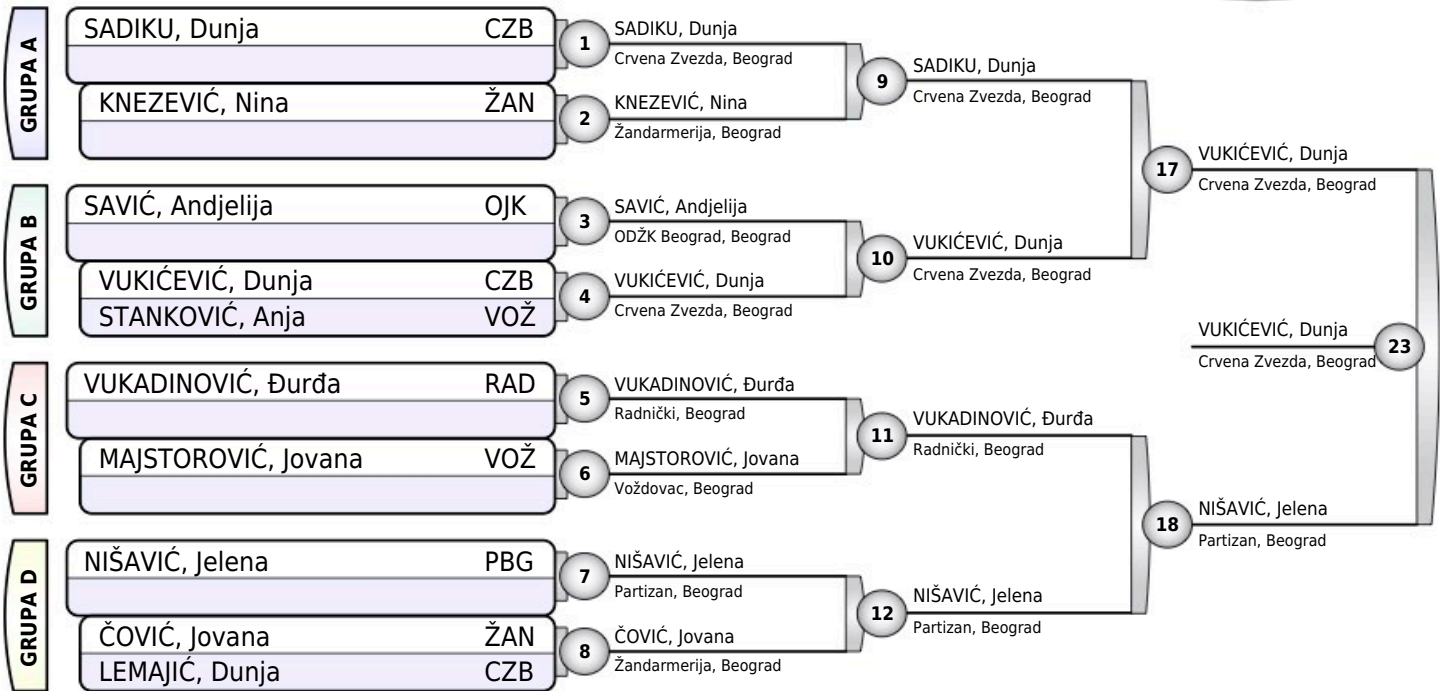 GRUPA A
SADIKU, Dunja CZB
KNEZEVIĆ, Nina ŽAN
GRUPA B
SAVIĆ, Andjelija OJK
VUKIĆEVIĆ, Dunja CZB
STANKOVIĆ, Anja VOŽ
GRUPA C
VUKADINOVIĆ, Đurđa RAD
MAJSTOROVIĆ, Jovana VOŽ
GRUPA D
NIŠAVIĆ, Jelena PBG
ČOVIĆ, Jovana ŽAN
LEMAJIĆ, Dunja CZB
1
SADIKU, Dunja
Crvena Zvezda, Beograd
2
KNEZEVIĆ, Nina
Žandarmerija, Beograd
3
SAVIĆ, Andjelija
ODŽK Beograd, Beograd
4
VUKIĆEVIĆ, Dunja
Crvena Zvezda, Beograd
5
VUKADINOVIĆ, Đurđa
Radnički, Beograd
6
MAJSTOROVIĆ, Jovana
Voždovac, Beograd
7
NIŠAVIĆ, Jelena
Partizan, Beograd
8
ČOVIĆ, Jovana
Žandarmerija, Beograd
9
SADIKU, Dunja
Crvena Zvezda, Beograd
10
VUKIĆEVIĆ, Dunja
Crvena Zvezda, Beograd
11
VUKADINOVIĆ, Đurđa
Radnički, Beograd
12
NIŠAVIĆ, Jelena
Partizan, Beograd
17
VUKIĆEVIĆ, Dunja
Crvena Zvezda, Beograd
18
NIŠAVIĆ, Jelena
Partizan, Beograd
VUKIĆEVIĆ, Dunja
Crvena Zvezda, Beograd
23